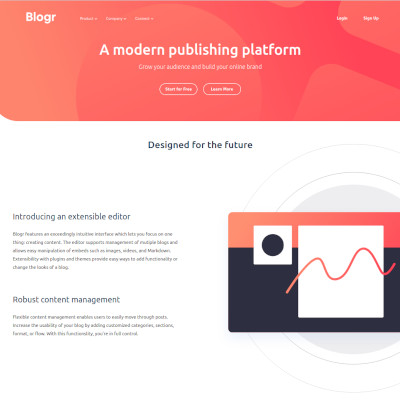 Blogr
Product
Company
Connect
Login
Sign Up
A modern publishing platform
Grow your audience and build your online brand
Start for Free
Learn More
Designed for the future
Introducing an extensible editor
Blogr features an exceedingly intuitive interface which lets you focus on one
thing: creating content. The editor supports management of multiple blogs and
allows easy manipulation of embeds such as images, videos, and Markdown.
Extensibility with plugins and themes provide easy ways to add functionality or
change the looks of a blog.
Robust content management
Flexible content management enables users to easily move through posts.
Increase the usability of your blog by adding customized categories, sections,
format, or flow. With this functionality, you're in full control.